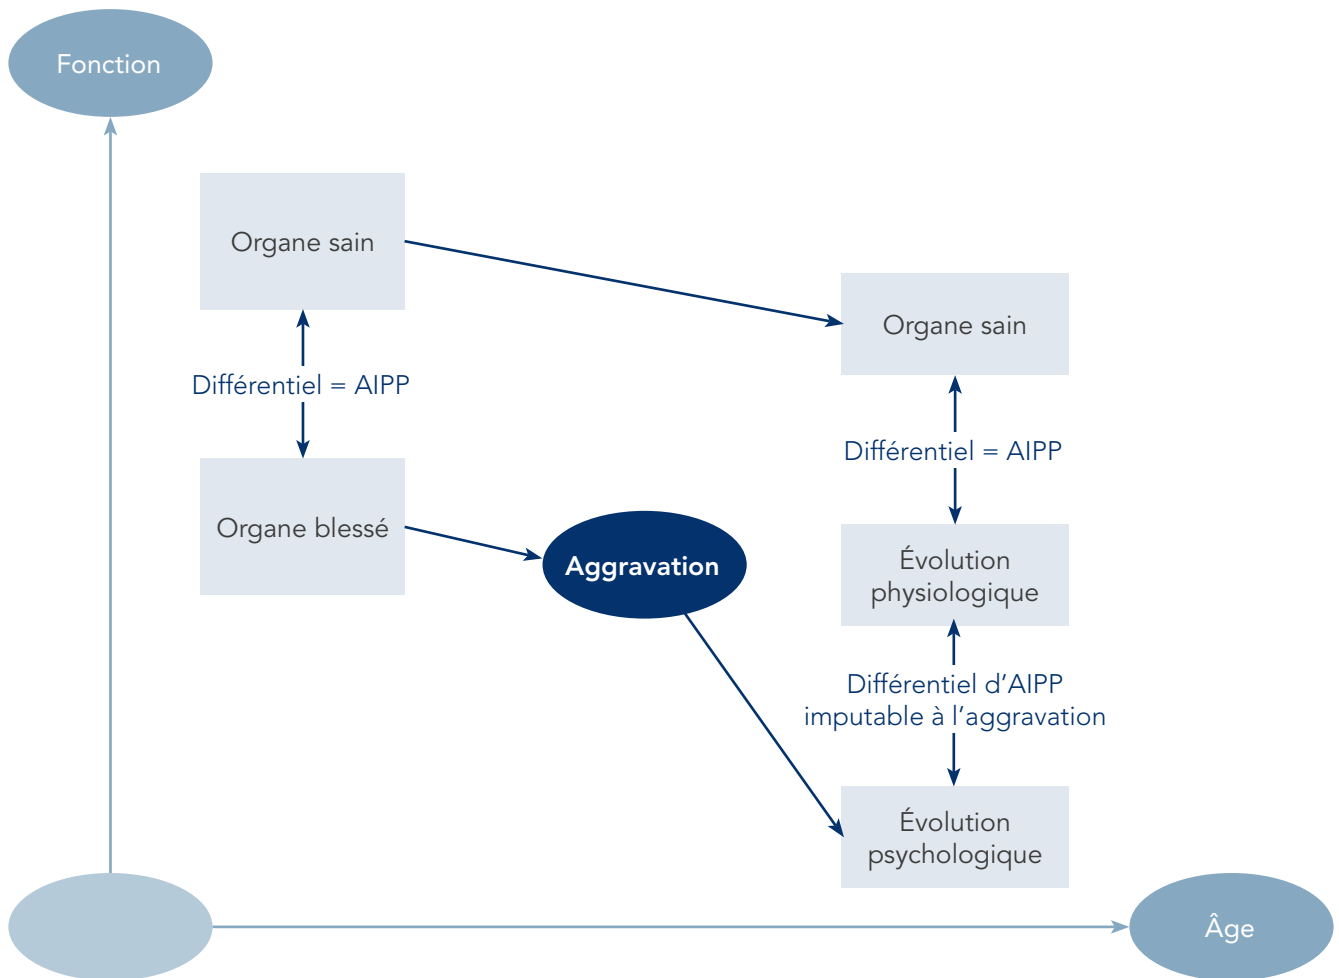 Fonction
Organe sain
Organe sain
Différentiel = AIPP
Différentiel = AIPP
Organe blessé
Aggravation
Évolution
physiologique
Différentiel d’AIPP
imputable à l’aggravation
Évolution
psychologique
Âge